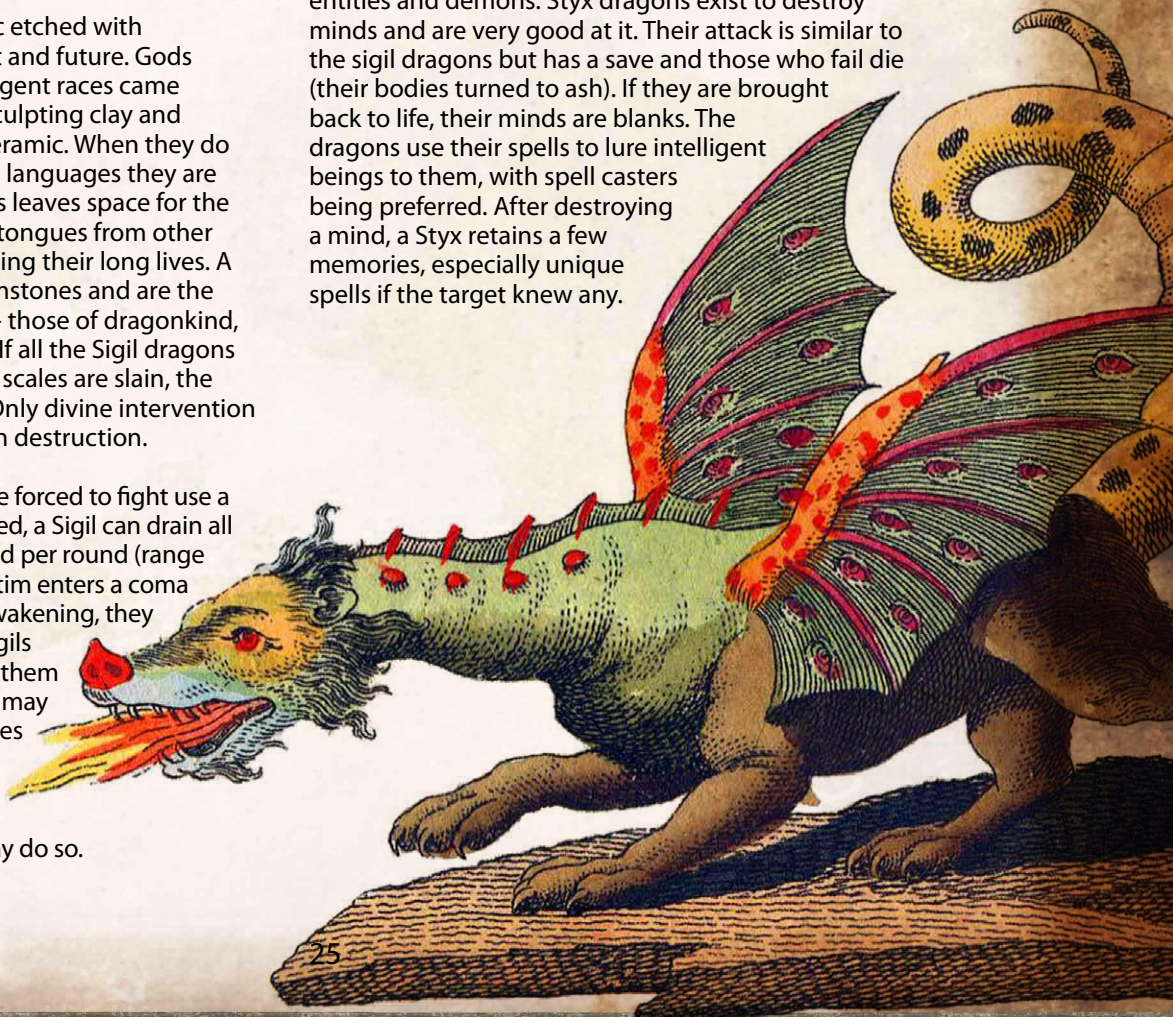 etched with
t and future. Gods
gent races came
culpting clay and
eramic. When they do
languages they are
s leaves space for the
tongues from other
ing their long lives. A
nstones and are the
those of dragonkind,
If all the Sigil dragons
scales are slain, the
Only divine intervention
n destruction.
e forced to fight use a
ed, a Sigil can drain all
d per round (range
tim enters a coma
wakening, they
gils
them
may
es
y do so.
entities and demons. Styx dragons exist to destroy
minds and are very good at it. Their attack is similar to
the sigil dragons but has a save and those who fail die
(their bodies turned to ash). If they are brought
back to life, their minds are blanks. The
dragons use their spells to lure intelligent
beings to them, with spell casters
being preferred. After destroying
a mind, a Styx retains a few
memories, especially unique
spells if the target knew any.
25